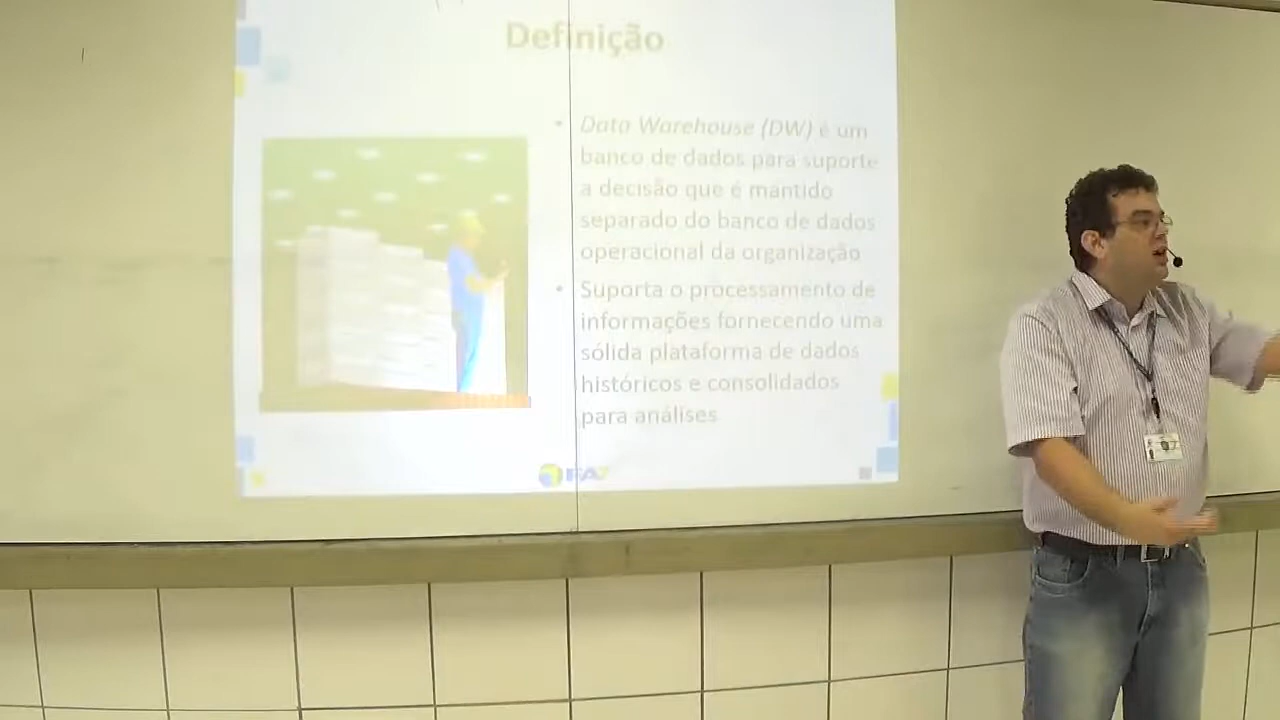 Definição
• Data Warehouse (DW) é um
banco de dados para suporte
a decisão que é mantido
separado do banco de dados
operacional da organização
• Suporta o processamento de
informações fornecendo uma
sólida plataforma de dados
históricos e consolidados
para análises
FA7